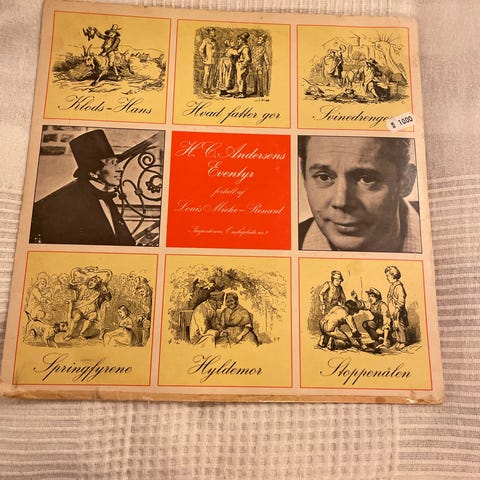 Klods-Hans
Hvad fatter gør
Svinedrengen
1000
H. C. Andersens
Eventyr
fortalt af
Louis Miehe-Renard
Springfyrene
Hyldemor
Stoppenålen